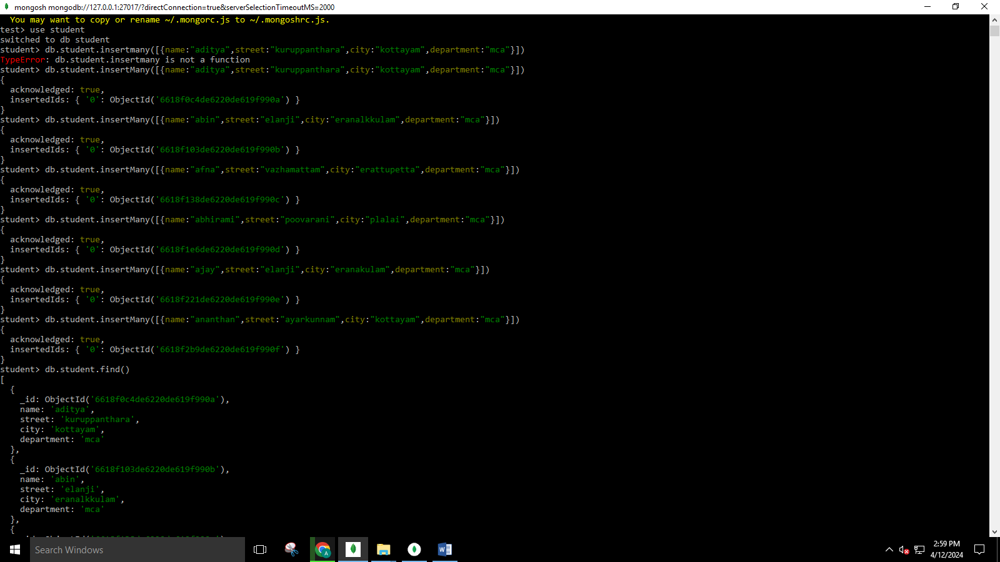 mongosh mongodb://127.0.0.1:27017/?directConnection=true&serverSelectionTimeoutMS=2000
  You may want to copy or rename ~/.mongorc.js to ~/.mongoshrc.js.
test> use student
switched to db student
student> db.student.insertmany([{name:"aditya",street:"kuruppanthara",city:"kottayam",department:"mca"}])
TypeError: db.student.insertmany is not a function
student> db.student.insertMany([{name:"aditya",street:"kuruppanthara",city:"kottayam",department:"mca"}])
{
  acknowledged: true,
  insertedIds: { '0': ObjectId('6618f0c4de6220de619f990a') }
}
student> db.student.insertMany([{name:"abin",street:"elanji",city:"eranalkkulam",department:"mca"}])
{
  acknowledged: true,
  insertedIds: { '0': ObjectId('6618f103de6220de619f990b') }
}
student> db.student.insertMany([{name:"afna",street:"vazhamattam",city:"erattupetta",department:"mca"}])
{
  acknowledged: true,
  insertedIds: { '0': ObjectId('6618f138de6220de619f990c') }
}
student> db.student.insertMany([{name:"abhirami",street:"poovarani",city:"plalai",department:"mca"}])
{
  acknowledged: true,
  insertedIds: { '0': ObjectId('6618f1e6de6220de619f990d') }
}
student> db.student.insertMany([{name:"ajay",street:"elanji",city:"eranakulam",department:"mca"}])
{
  acknowledged: true,
  insertedIds: { '0': ObjectId('6618f221de6220de619f990e') }
}
student> db.student.insertMany([{name:"ananthan",street:"ayarkunnam",city:"kottayam",department:"mca"}])
{
  acknowledged: true,
  insertedIds: { '0': ObjectId('6618f2b9de6220de619f990f') }
}
student> db.student.find()
[
  {
    _id: ObjectId('6618f0c4de6220de619f990a'),
    name: 'aditya',
    street: 'kuruppanthara',
    city: 'kottayam',
    department: 'mca'
  },
  {
    _id: ObjectId('6618f103de6220de619f990b'),
    name: 'abin',
    street: 'elanji',
    city: 'eranalkkulam',
    department: 'mca'
  },
  {
Search Windows
A
W
2:59 PM
4/12/2024